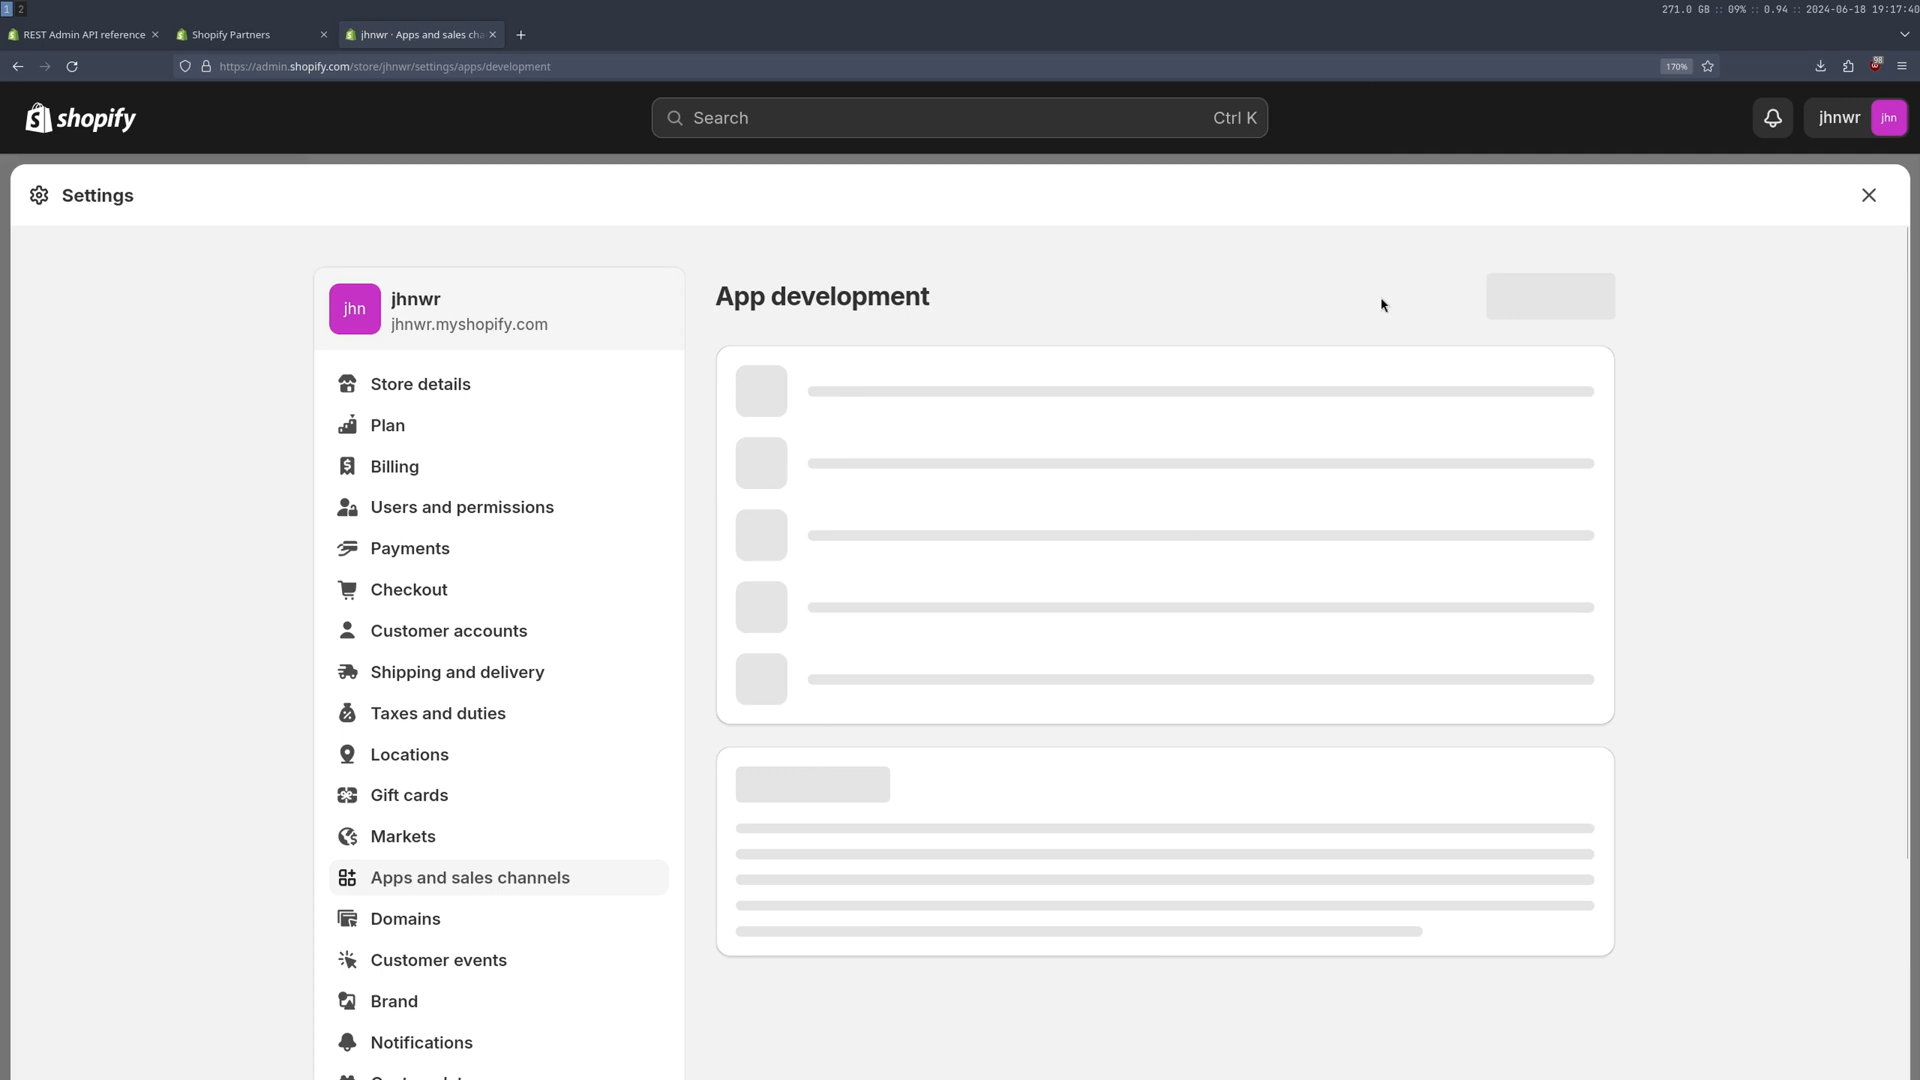 1 2
271.0 GB :: 09% :: 0.94 :: 2024-06-18 19:17:40
REST Admin API reference
Shopify Partners
jhnwr · Apps and sales cha
https://admin.shopify.com/store/jhnwr/settings/apps/development
170%
98
shopify
Search
Ctrl K
jhnwr
jhn
Settings
jhn
jhnwr
jhnwr.myshopify.com
App development
Store details
Plan
Billing
Users and permissions
Payments
Checkout
Customer accounts
Shipping and delivery
Taxes and duties
Locations
Gift cards
Markets
Apps and sales channels
Domains
Customer events
Brand
Notifications